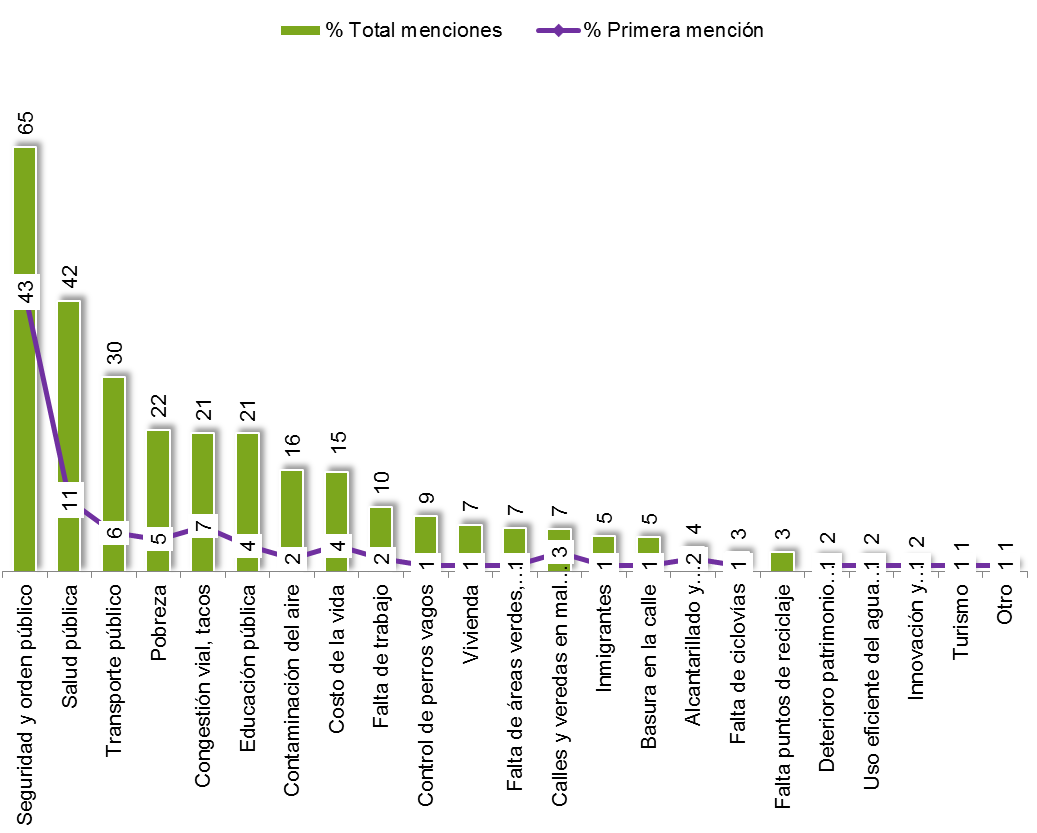 % Total menciones
% Primera mención
65
42
30
22
21
21
16
15
10
9
7
7
7
5
5
4
3
3
2
2
2
1
1
43
11
6
5
7
4
2
4
2
1
1
1
3
1
1
2
1
1
1
1
1
1
Seguridad y orden público
Salud pública
Transporte público
Pobreza
Congestión vial, tacos
Educación pública
Contaminación del aire
Costo de la vida
Falta de trabajo
Control de perros vagos
Vivienda
Falta de áreas verdes,…
Calles y veredas en mal…
Inmigrantes
Basura en la calle
Alcantarillado y…
Falta de ciclovías
Falta puntos de reciclaje
Deterioro patrimonio…
Uso eficiente del agua…
Innovación y…
Turismo
Otro